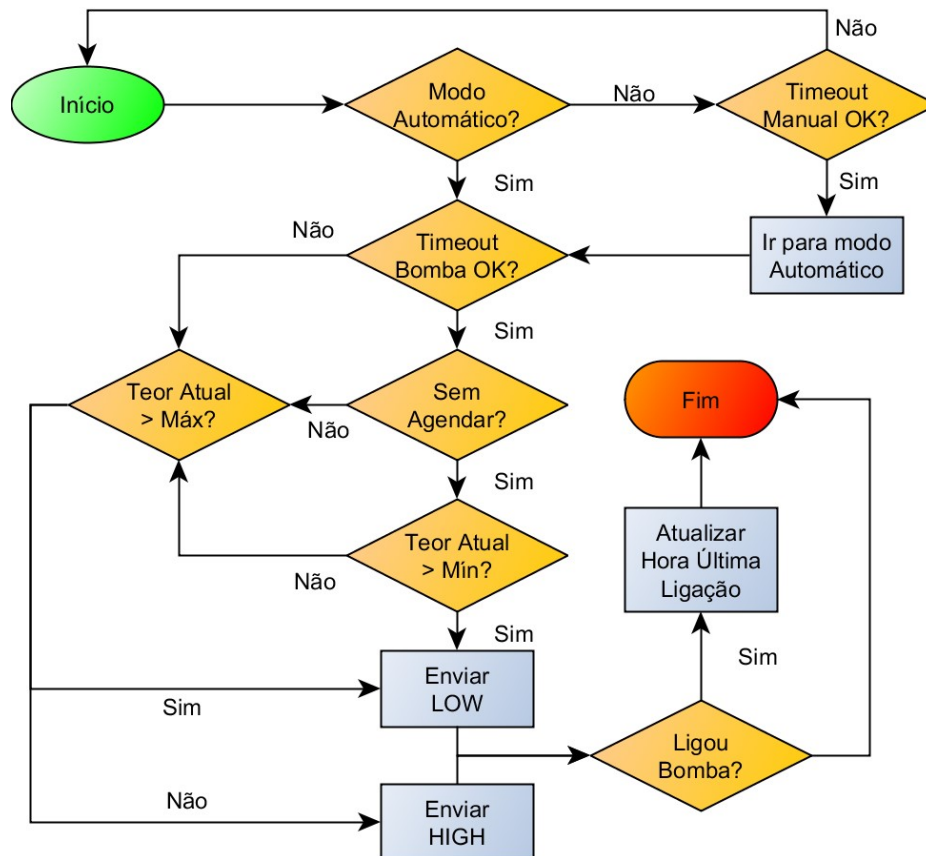 Não
Início
Modo
Automático?
Não
Timeout
Manual OK?
Sim
Sim
Não
Timeout
Bomba OK?
Ir para modo
Automático
Sim
Teor Atual
> Máx?
Não
Sem
Agendar?
Fim
Sim
Teor Atual
> Mín?
Não
Atualizar
Hora Última
Ligação
Sim
Sim
Enviar
LOW
Sim
Ligou
Bomba?
Não
Enviar
HIGH